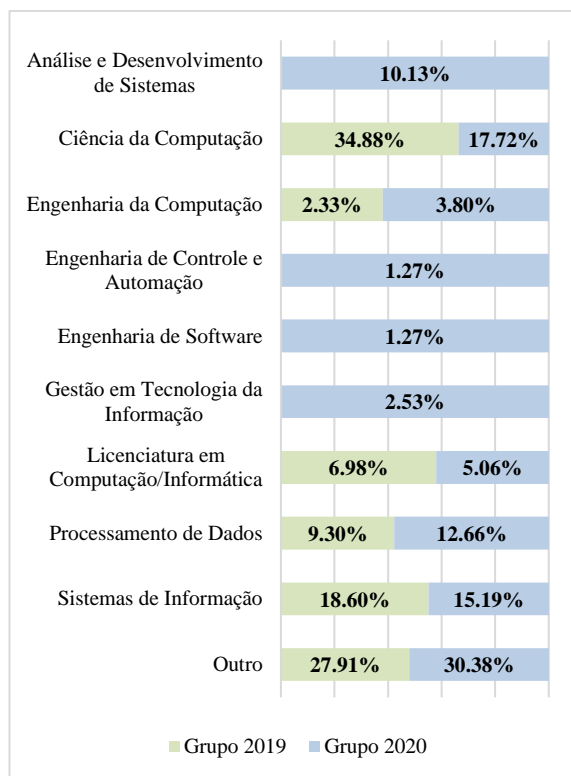 Análise e Desenvolvimento
de Sistemas
10.13%
Ciência da Computação
34.88%
17.72%
Engenharia da Computação
2.33%
3.80%
Engenharia de Controle e
Automação
1.27%
Engenharia de Software
1.27%
Gestão em Tecnologia da
Informação
2.53%
Licenciatura em
Computação/Informática
6.98%
5.06%
Processamento de Dados
9.30%
12.66%
Sistemas de Informação
18.60%
15.19%
Outro
27.91%
30.38%
Grupo 2019
Grupo 2020